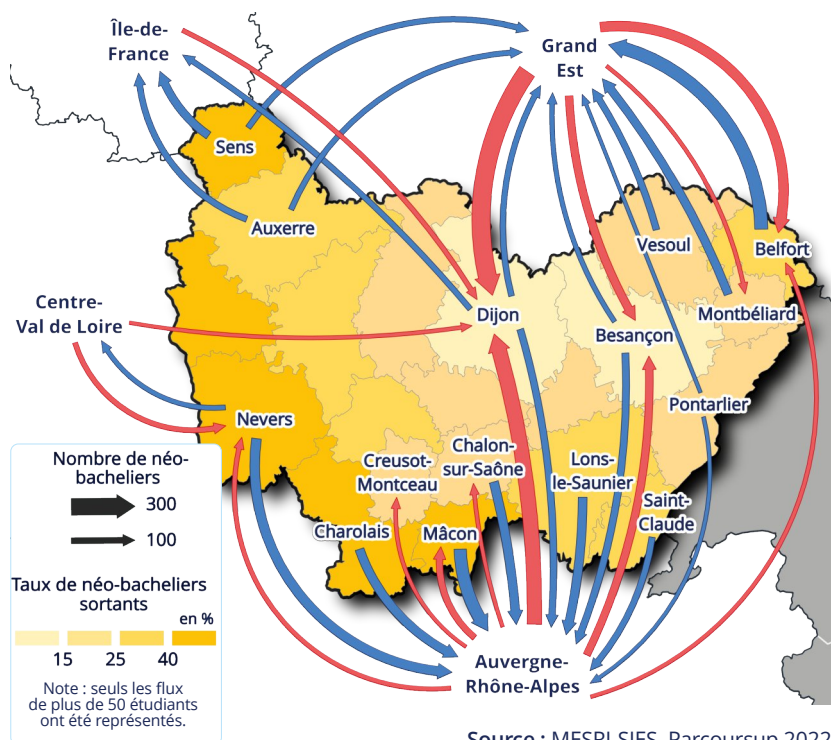 Île-de-
France
Grand
Est
Sens
Auxerre
Vesoul
Belfort
Centre-
Val de Loire
Dijon
Montbéliard
Besançon
Pontarlier
Nevers
Creusot-
Montceau
Chalon-
sur-Saône
Lons-
le-Saunier
Saint-
Claude
Charolais
Mâcon
Auvergne-
Rhône-Alpes
Nombre de néo-
bacheliers
300
100
Taux de néo-bacheliers
sortants
en %
15 25 40
Note : seuls les flux
de plus de 50 étudiants
ont été représentés.
Source : MESRI-SIES, Parcoursup 2022